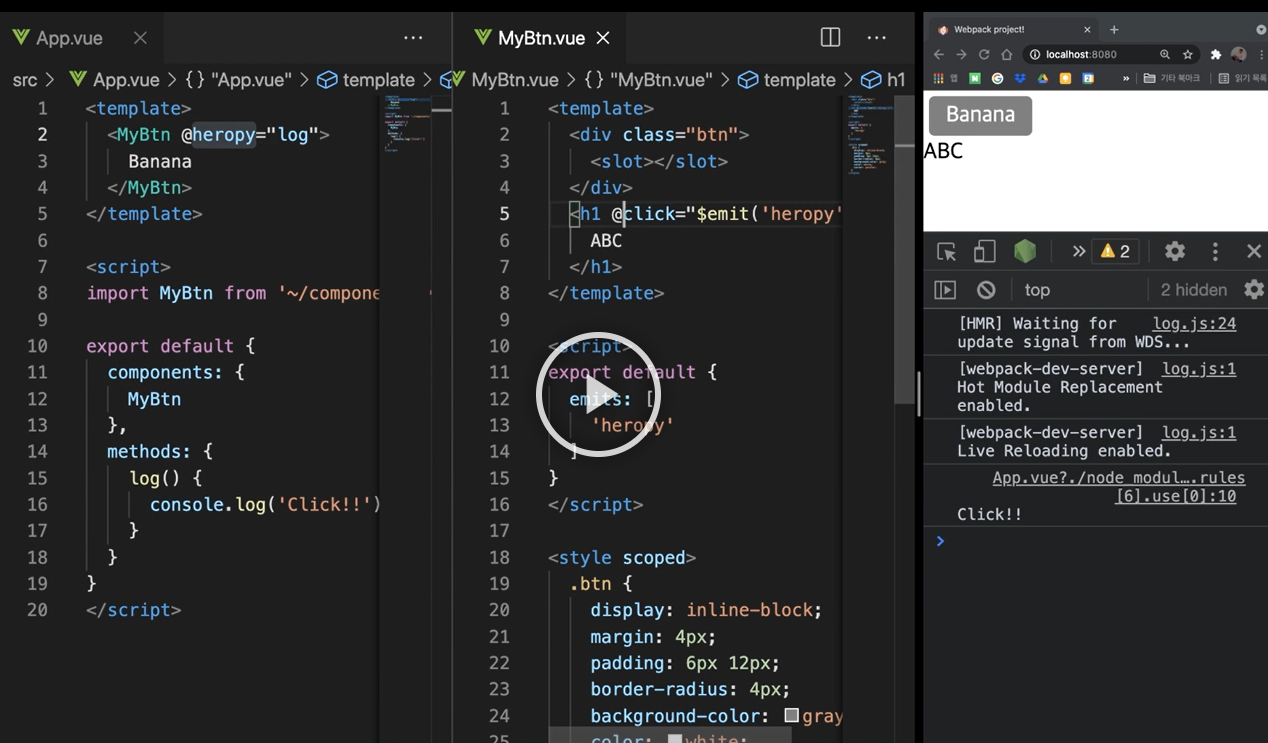 App.vue
src > App.vue > {} "App.vue" > template >
1 <template>
2 <MyBtn @heropy="log">
3 Banana
4 </MyBtn>
5 </template>
6
7 <script>
8 import MyBtn from '~/compone
9
10 export default {
11 components: {
12 MyBtn
13 },
14 methods: {
15 log() {
16 console.log('Click!!')
17 }
18 }
19 }
20 </script>
MyBtn.vue
MyBtn.vue > {} "MyBtn.vue" > template > h1
1 <template>
2 <div class="btn">
3 <slot></slot>
4 </div>
5 <h1 @click="$emit('heropy'
6 ABC
7 </h1>
8 </template>
9
10 <script>
11 export default {
12 emits: [
13 'heropy'
14 ]
15 }
16 </script>
17
18 <style scoped>
19 .btn {
20 display: inline-block;
21 margin: 4px;
22 padding: 6px 12px;
23 border-radius: 4px;
24 background-color: gray
25 color: white;
Webpack project!
localhost:8080
앱
기타 북마크
읽기 목록
Banana
ABC
2
top
2 hidden
[HMR] Waiting for log.js:24
update signal from WDS...
[webpack-dev-server] log.js:1
Hot Module Replacement
enabled.
[webpack-dev-server] log.js:1
Live Reloading enabled.
App.vue?./node_modul….rules
[6].use[0]:10
Click!!